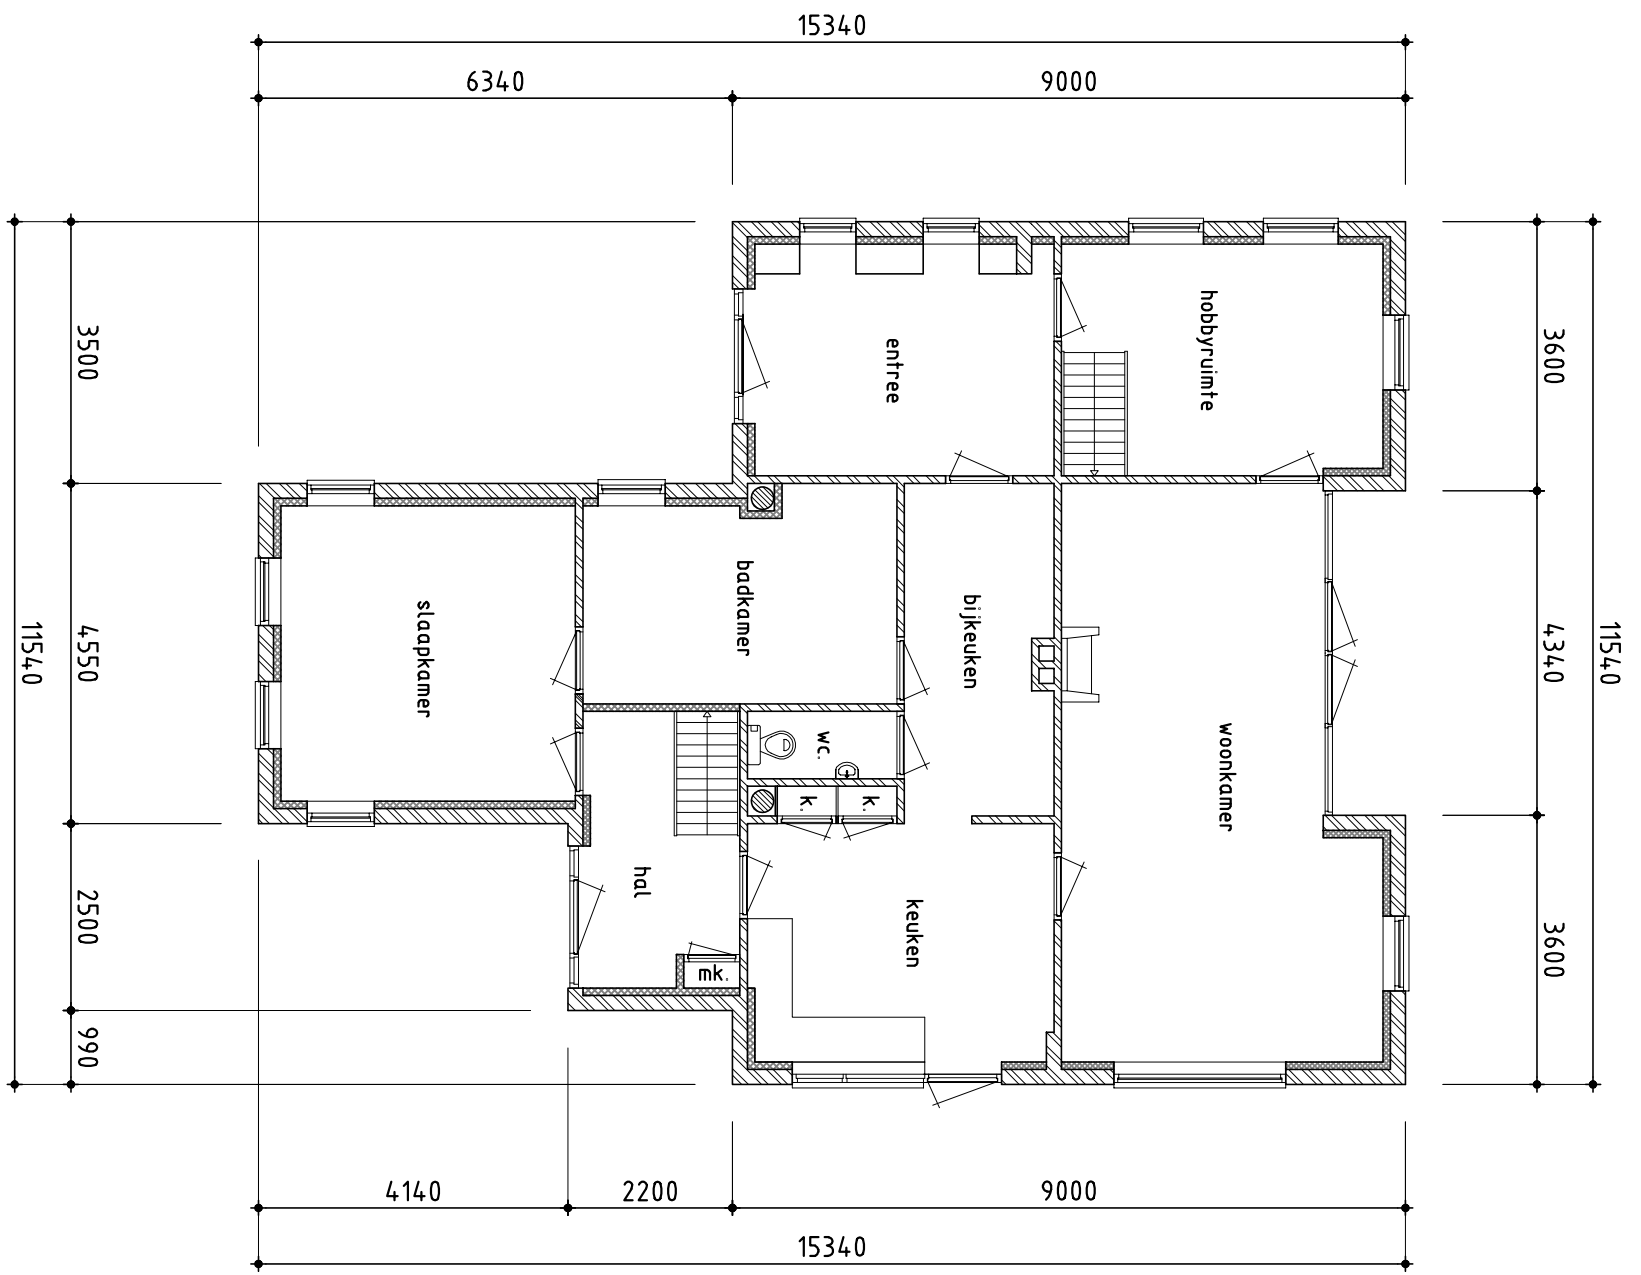 15340
6340
9000
3500
4550
2500
990
11540
3600
4340
3600
11540
entree
hobbyruimte
slaapkamer
badkamer
bijkeuken
woonkamer
wc.
k.
k.
hal
keuken
mk.
4140
2200
9000
15340